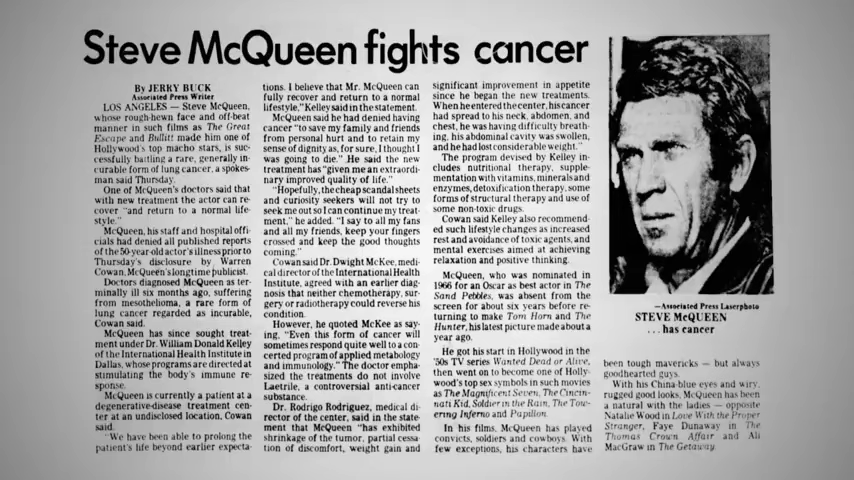 Steve McQueen fights cancer
By JERRY BUCK
Associated Press Writer
LOS ANGELES — Steve McQueen,
whose rough-hewn face and off-beat
manner in such films as The Great
Escape and Bullitt made him one of
Hollywood's top macho stars, is suc-
cessfully battling a rare, generally in-
curable form of lung cancer, a spokes-
man said Thursday.
One of McQueen's doctors said that
with new treatment the actor can re-
cover "and return to a normal life-
style."
McQueen, his staff and hospital offi-
cials had denied all published reports
of the 50-year-old actor's illness prior to
Thursday's disclosure by Warren
Cowan, McQueen's longtime publicist.
Doctors diagnosed McQueen as ter-
minally ill six months ago, suffering
from mesothelioma, a rare form of
lung cancer regarded as incurable,
Cowan said.
McQueen has since sought treat-
ment under Dr. William Donald Kelley
of the International Health Institute in
Dallas, whose programs are directed at
stimulating the body's immune re-
sponse.
McQueen is currently a patient at a
degenerative-disease treatment cen-
ter at an undisclosed location, Cowan
said.
"We have been able to prolong the
patient's life beyond earlier expecta-
tions. I believe that Mr. McQueen can
fully recover and return to a normal
lifestyle," Kelley said in the statement.
McQueen said he had denied having
cancer "to save my family and friends
from personal hurt and to retain my
sense of dignity as, for sure, I thought I
was going to die." He said the new
treatment has "given me an extraordi-
nary improved quality of life."
"Hopefully, the cheap scandal sheets
and curiosity seekers will not try to
seek me out so I can continue my treat-
ment," he added. "I say to all my fans
and all my friends, keep your fingers
crossed and keep the good thoughts
coming."
Cowan said Dr. Dwight McKee, medi-
cal director of the International Health
Institute, agreed with an earlier diag-
nosis that neither chemotherapy, sur-
gery or radiotherapy could reverse his
condition.
However, he quoted McKee as say-
ing, "Even this form of cancer will
sometimes respond quite well to a con-
certed program of applied metabology
and immunology." The doctor empha-
sized the treatments do not involve
Laetrile, a controversial anti-cancer
substance.
Dr. Rodrigo Rodriguez, medical di-
rector of the center, said in the state-
ment that McQueen "has exhibited
shrinkage of the tumor, partial cessa-
tion of discomfort, weight gain and
significant improvement in appetite
since he began the new treatments.
When he entered the center, his cancer
had spread to his neck, abdomen, and
chest, he was having difficulty breath-
ing, his abdominal cavity was swollen,
and he had lost considerable weight."
The program devised by Kelley in-
cludes nutritional therapy, supple-
mentation with vitamins, minerals and
enzymes, detoxification therapy, some
forms of structural therapy and use of
some non-toxic drugs.
Cowan said Kelley also recommend-
ed such lifestyle changes as increased
rest and avoidance of toxic agents, and
mental exercises aimed at achieving
relaxation and positive thinking.
McQueen, who was nominated in
1966 for an Oscar as best actor in The
Sand Pebbles, was absent from the
screen for about six years before re-
turning to make Tom Horn and The
Hunter, his latest picture made about a
year ago.
He got his start in Hollywood in the
'50s TV series Wanted Dead or Alive,
then went on to become one of Holly-
wood's top sex symbols in such movies
as The Magnificent Seven, The Cincin-
nati Kid, Soldier in the Rain, The Tow-
ering Inferno and Papillon.
In his films, McQueen has played
convicts, soldiers and cowboys. With
few exceptions, his characters have
—Associated Press Laserphoto
STEVE McQUEEN
...has cancer
been tough mavericks — but always
goodhearted guys.
With his China-blue eyes and wiry,
rugged good looks, McQueen has been
a natural with the ladies — opposite
Natalie Wood in Love With the Proper
Stranger, Faye Dunaway in The
Thomas Crown Affair and Ali
MacGraw in The Getaway.